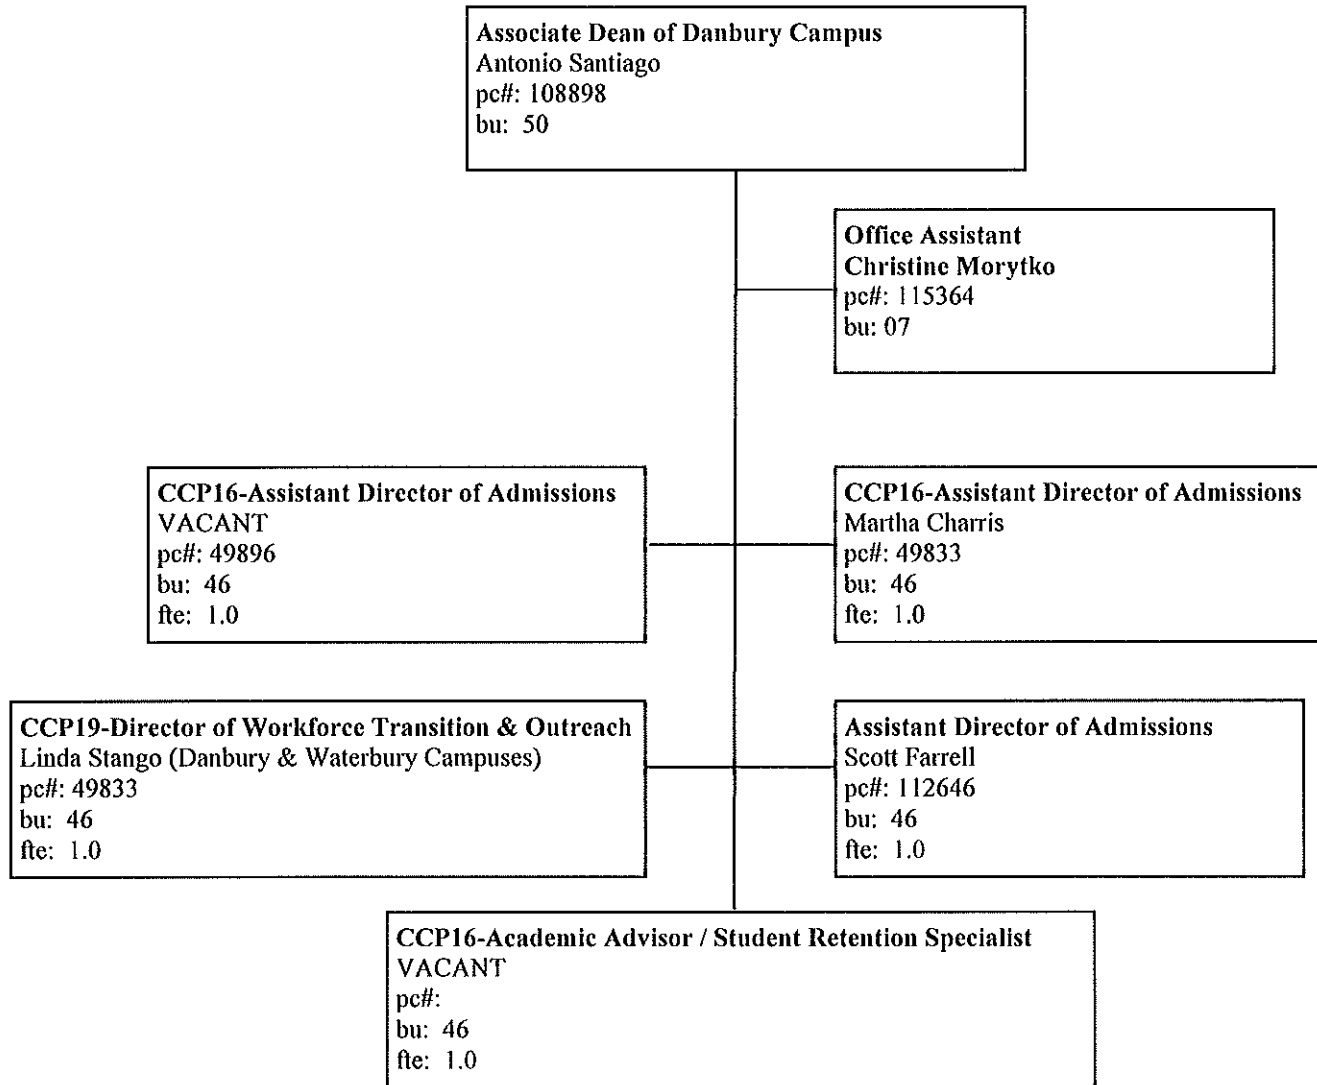 Associate Dean of Danbury Campus
Antonio Santiago
pc#: 108898
bu: 50
Office Assistant
Christine Morytko
pc#: 115364
bu: 07
CCP16-Assistant Director of Admissions
VACANT
pc#: 49896
bu: 46
fte: 1.0
CCP16-Assistant Director of Admissions
Martha Charris
pc#: 49833
bu: 46
fte: 1.0
CCP19-Director of Workforce Transition & Outreach
Linda Stango (Danbury & Waterbury Campuses)
pc#: 49833
bu: 46
fte: 1.0
Assistant Director of Admissions
Scott Farrell
pc#: 112646
bu: 46
fte: 1.0
CCP16-Academic Advisor / Student Retention Specialist
VACANT
pc#:
bu: 46
fte: 1.0